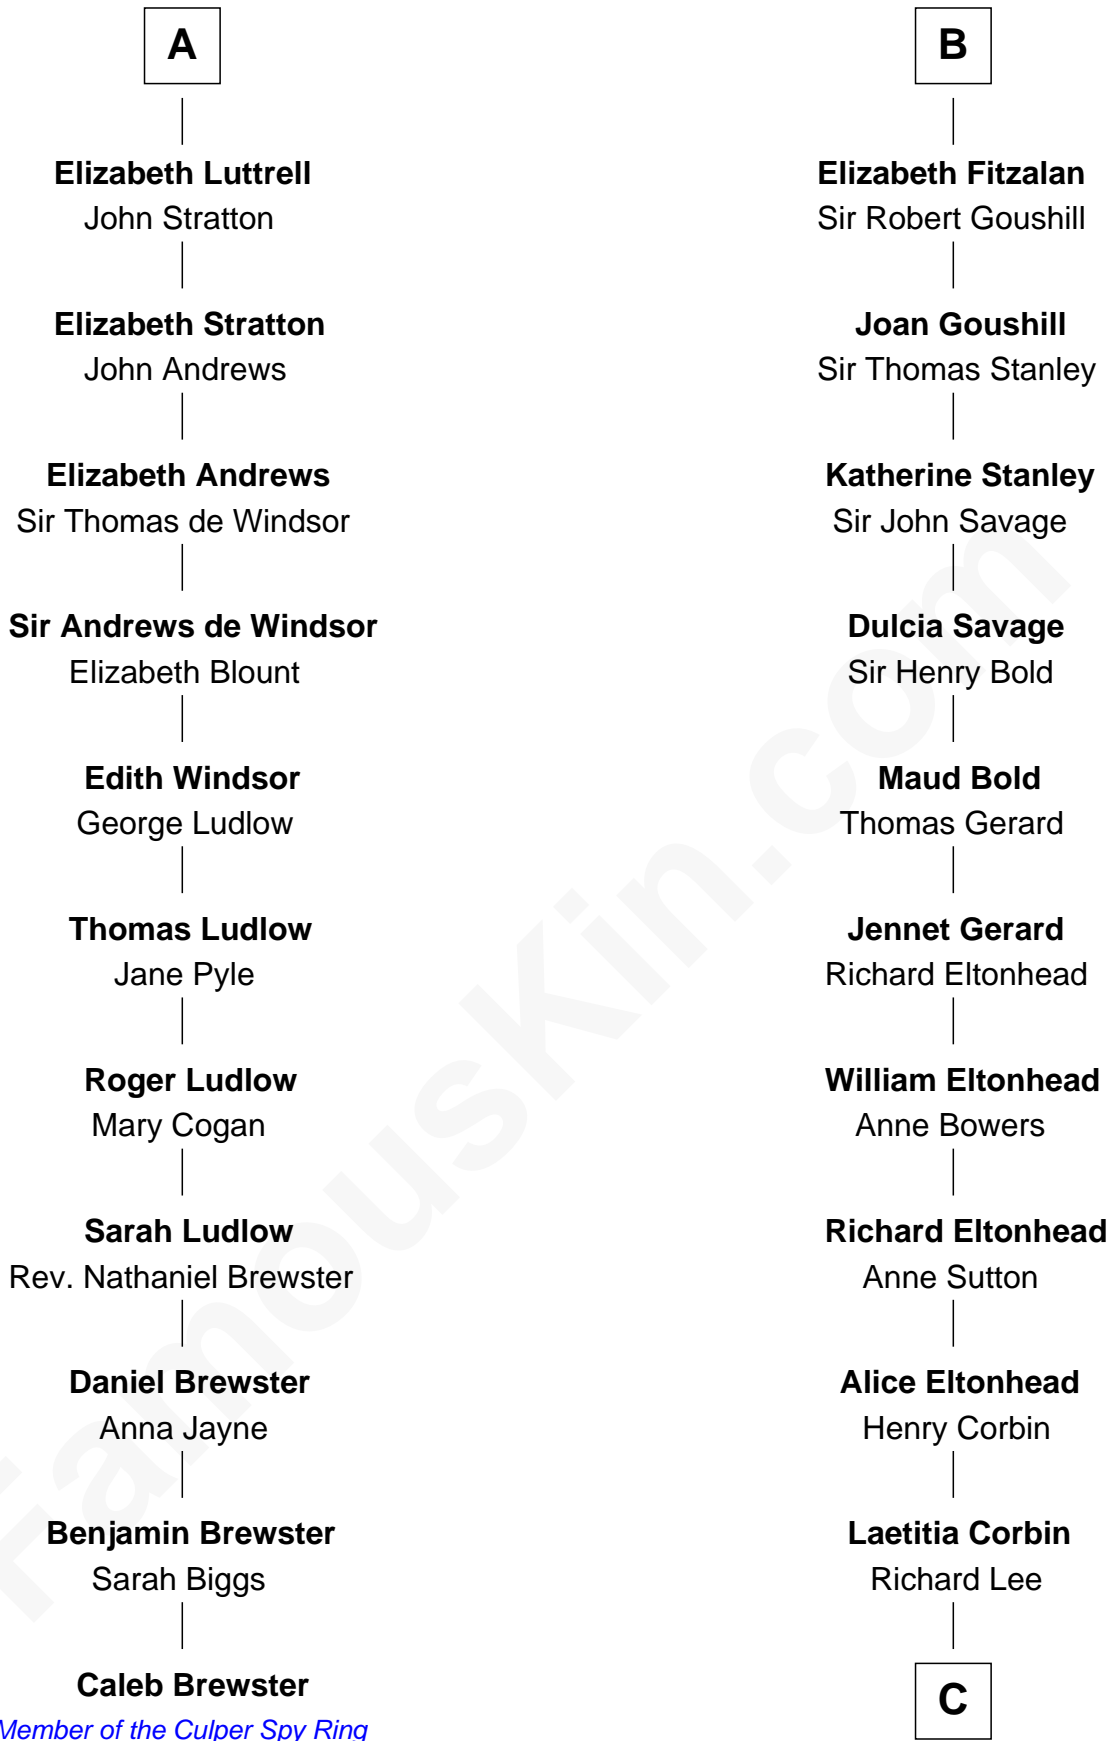 A
Elizabeth Luttrell
John Stratton
Elizabeth Stratton
John Andrews
Elizabeth Andrews
Sir Thomas de Windsor
Sir Andrews de Windsor
Elizabeth Blount
Edith Windsor
George Ludlow
Thomas Ludlow
Jane Pyle
Roger Ludlow
Mary Cogan
Sarah Ludlow
Rev. Nathaniel Brewster
Daniel Brewster
Anna Jayne
Benjamin Brewster
Sarah Biggs
Caleb Brewster
Member of the Culper Spy Ring
B
Elizabeth Fitzalan
Sir Robert Goushill
Joan Goushill
Sir Thomas Stanley
Katherine Stanley
Sir John Savage
Dulcia Savage
Sir Henry Bold
Maud Bold
Thomas Gerard
Jennet Gerard
Richard Eltonhead
William Eltonhead
Anne Bowers
Richard Eltonhead
Anne Sutton
Alice Eltonhead
Henry Corbin
Laetitia Corbin
Richard Lee
C
FamousKin.com